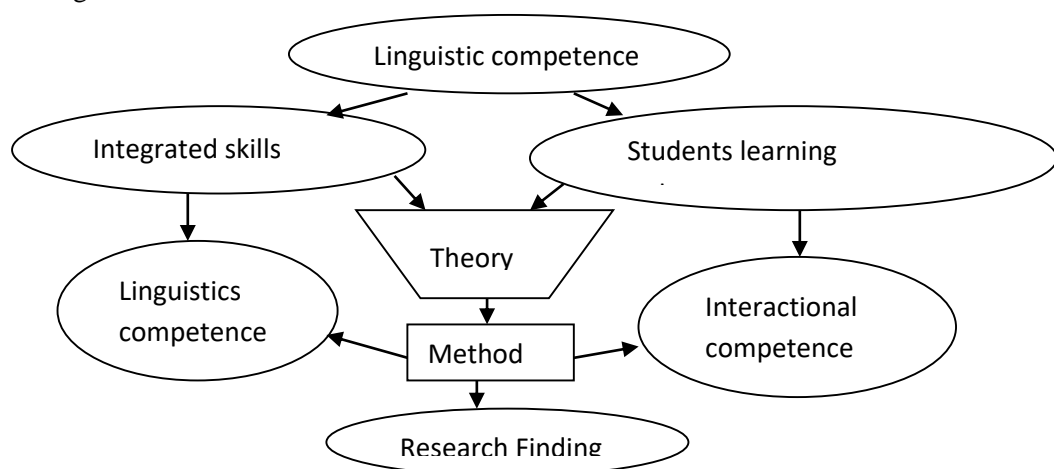 Linguistic competence
Integrated skills
Students learning
Theory
Linguistics
competence
Interactional
competence
Method
Research Finding